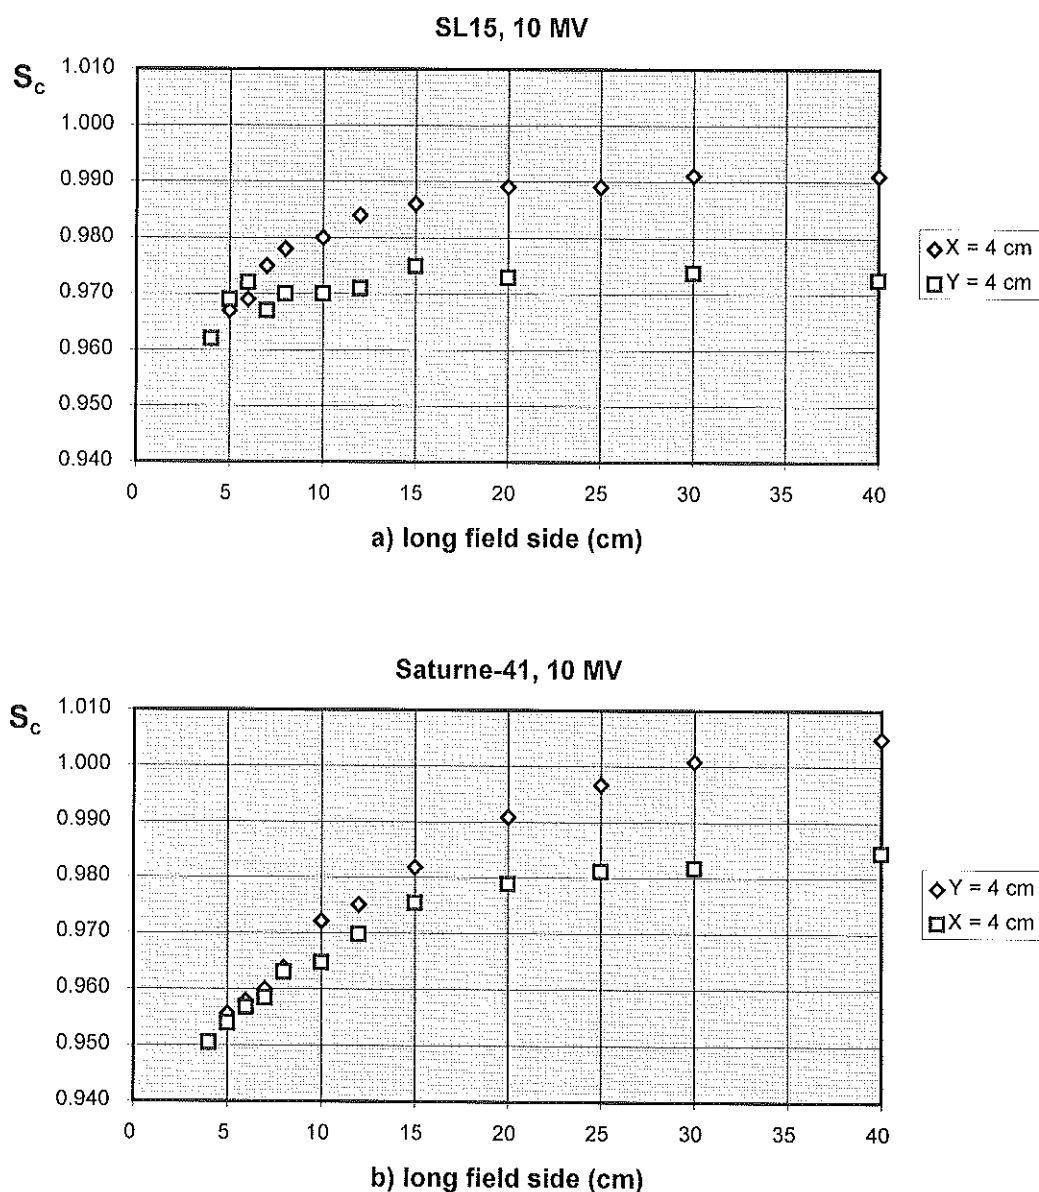 SL15, 10 MV
Sc
1.010
1.000
0.990
0.980
0.970
0.960
0.950
0.940
0 5 10 15 20 25 30 35 40
a) long field side (cm)
X = 4 cm
Y = 4 cm
Saturne-41, 10 MV
Sc
1.010
1.000
0.990
0.980
0.970
0.960
0.950
0.940
0 5 10 15 20 25 30 35 40
b) long field side (cm)
Y = 4 cm
X = 4 cm